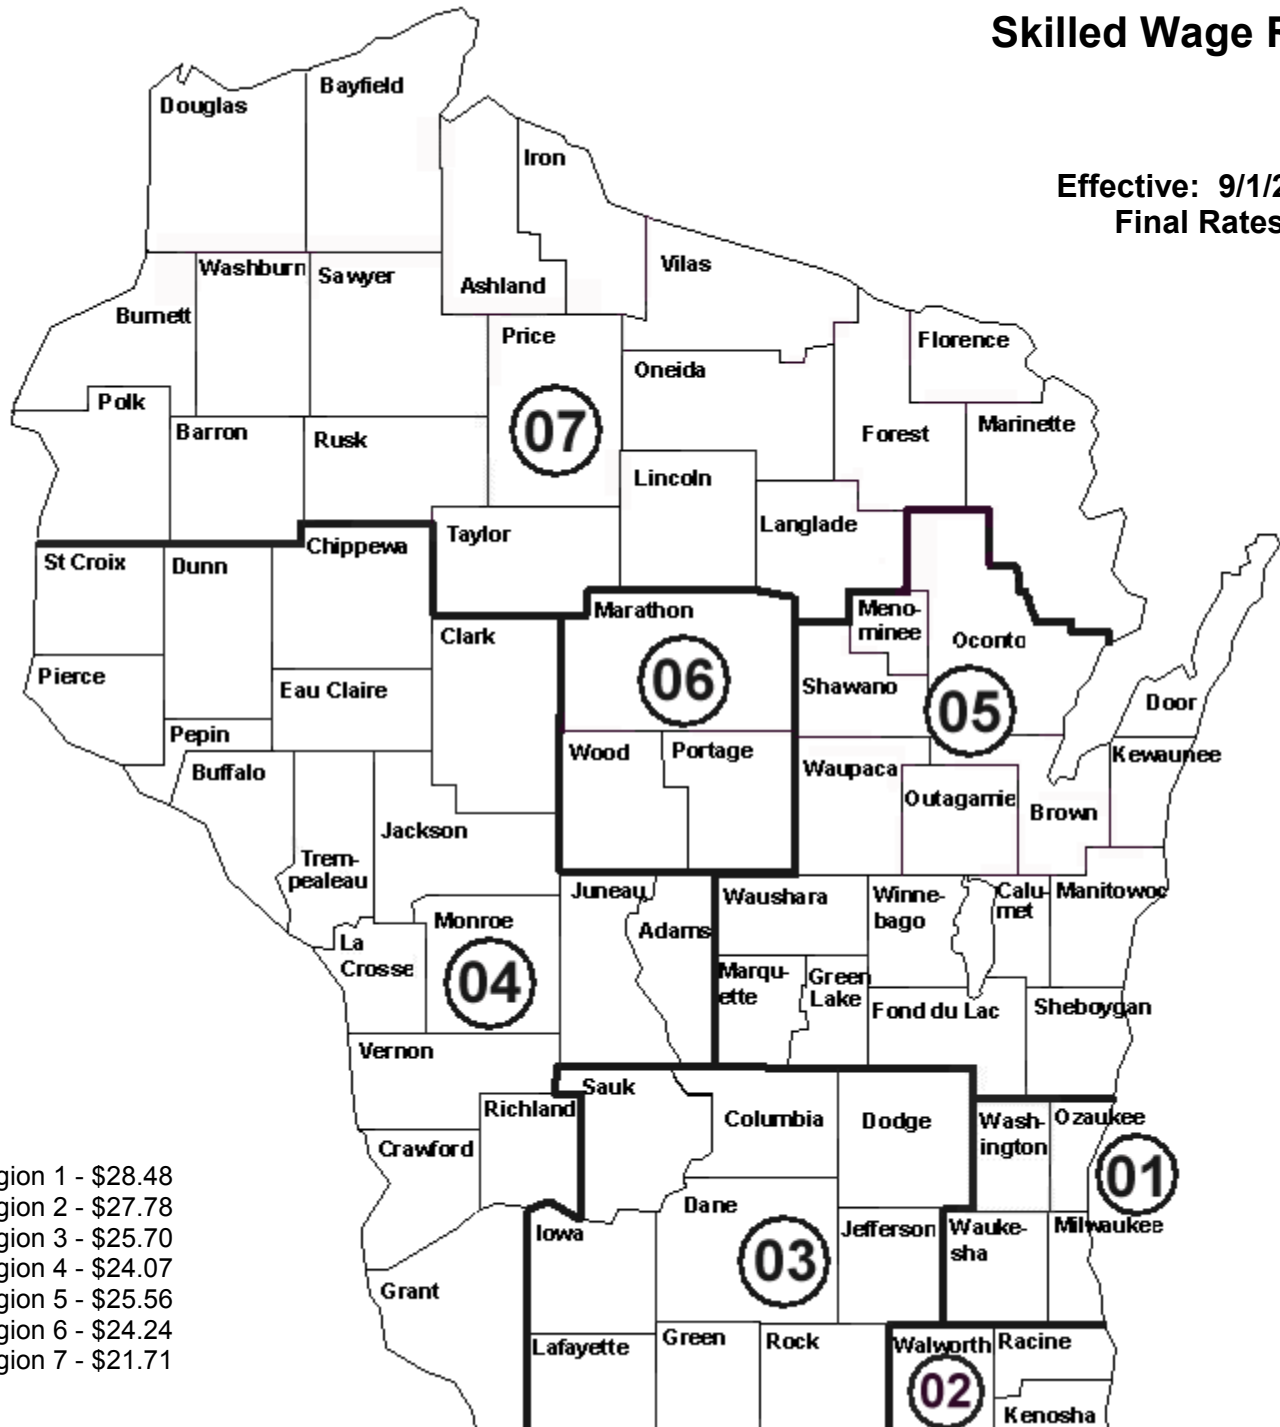 Skilled Wage R
Effective: 9/1/2
Final Rates
Douglas
Bayfield
Iron
Vilas
Washburn
Sawyer
Ashland
Burnett
Price
Florence
Oneida
Polk
Barron
Rusk
07
Forest
Marinette
Lincoln
Langlade
Taylor
St Croix
Dunn
Chippewa
Marathon
Meno-
minee
Clark
Oconto
Pierce
Eau Claire
06
Shawano
05
Door
Pepin
Buffalo
Wood
Portage
Waupaca
Kewaunee
Outagamie
Brown
Jackson
Trem-
pealeau
Juneau
Waushara
Winne-
bago
Calu-
met
Manitowoc
Monroe
Adams
La
Crosse
04
Marqu-
ette
Green
Lake
Fond du Lac
Sheboygan
Vernon
Sauk
Richland
Columbia
Dodge
Wash-
ington
Ozaukee
Crawford
01
Dane
Iowa
Jefferson
Wauke-
sha
Milwaukee
03
Grant
Lafayette
Green
Rock
Walworth
Racine
02
Kenosha
gion 1 - $28.48
gion 2 - $27.78
gion 3 - $25.70
gion 4 - $24.07
gion 5 - $25.56
gion 6 - $24.24
gion 7 - $21.71